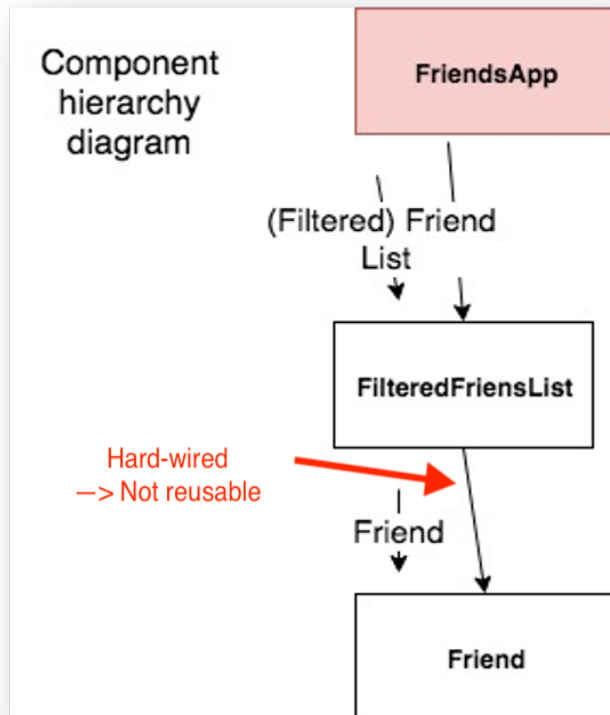 Component
hierarchy
diagram
FriendsApp
(Filtered) Friend
List
FilteredFriensList
Hard-wired
—> Not reusable
Friend
Friend